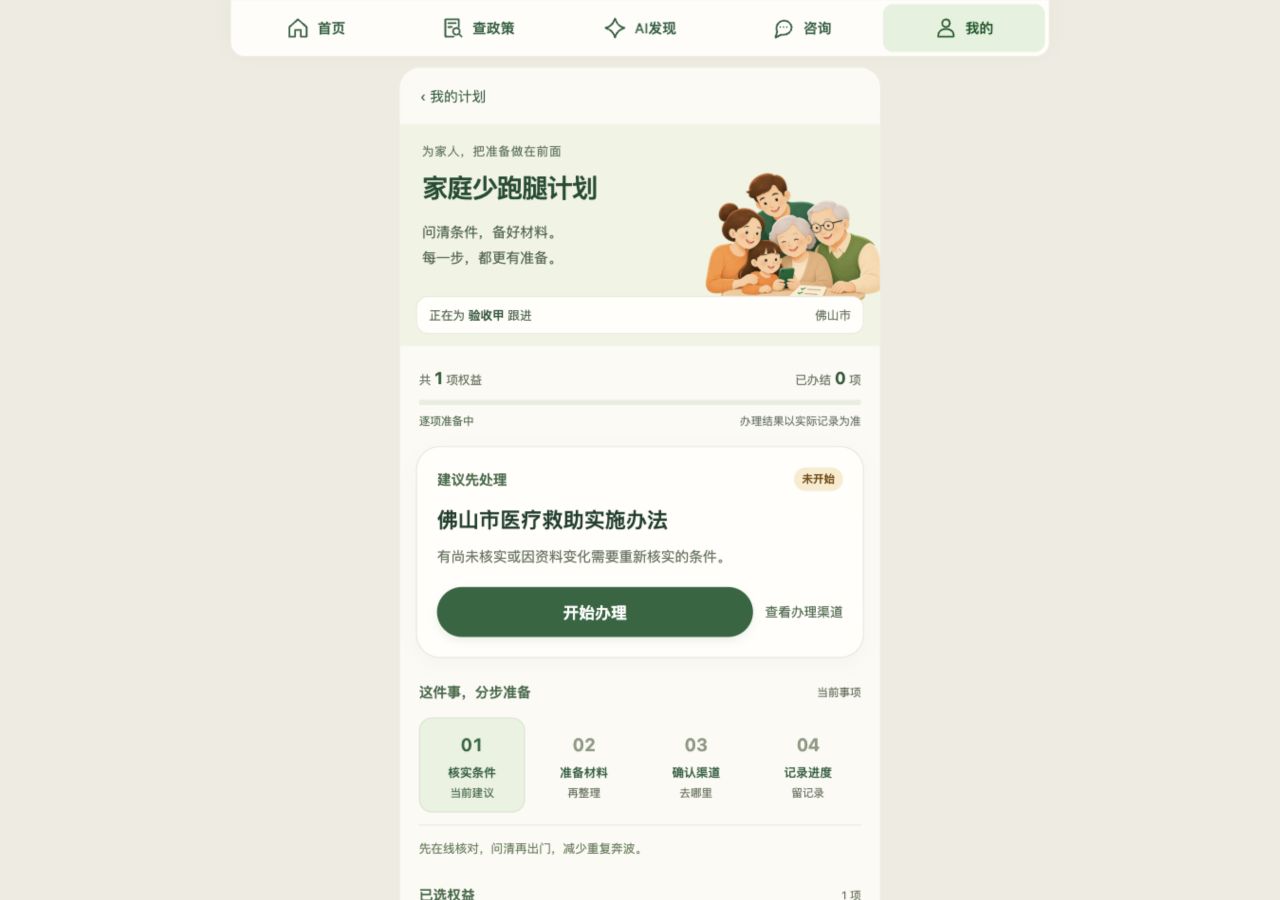 首页
查政策
AI发现
咨询
我的
‹ 我的计划
为家人，把准备做在前面
家庭少跑腿计划
问清条件，备好材料。
每一步，都更有准备。
正在为 验收甲 跟进
佛山市
共 1 项权益
已办结 0 项
逐项准备中
办理结果以实际记录为准
建议先处理
未开始
佛山市医疗救助实施办法
有尚未核实或因资料变化需要重新核实的条件。
开始办理
查看办理渠道
这件事，分步准备
当前事项
01
核实条件
当前建议
02
准备材料
再整理
03
确认渠道
去哪里
04
记录进度
留记录
先在线核对，问清再出门，减少重复奔波。
已选权益
1 项